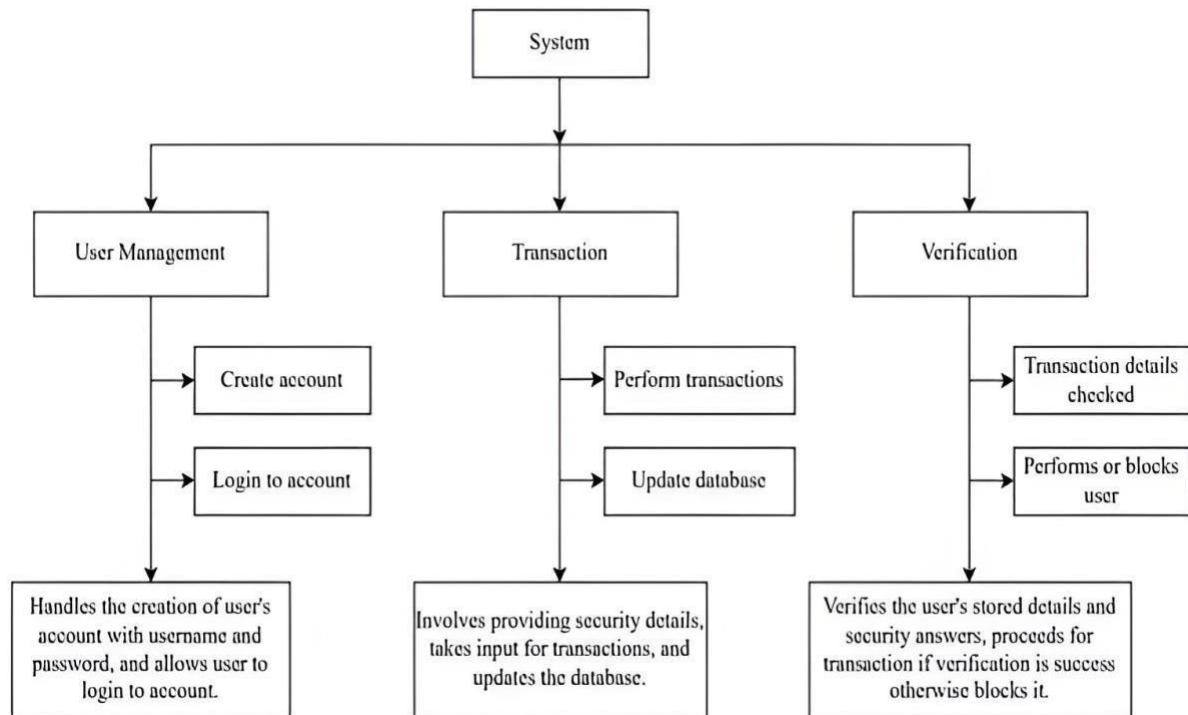 System
User Management
Transaction
Verification
Create account
Perform transactions
Transaction details
checked
Login to account
Update database
Performs or blocks
user
Handles the creation of user's
account with username and
password, and allows user to
login to account.
Involves providing security details,
takes input for transactions, and
updates the database.
Verifies the user's stored details and
security answers, proceeds for
transaction if verification is success
otherwise blocks it.